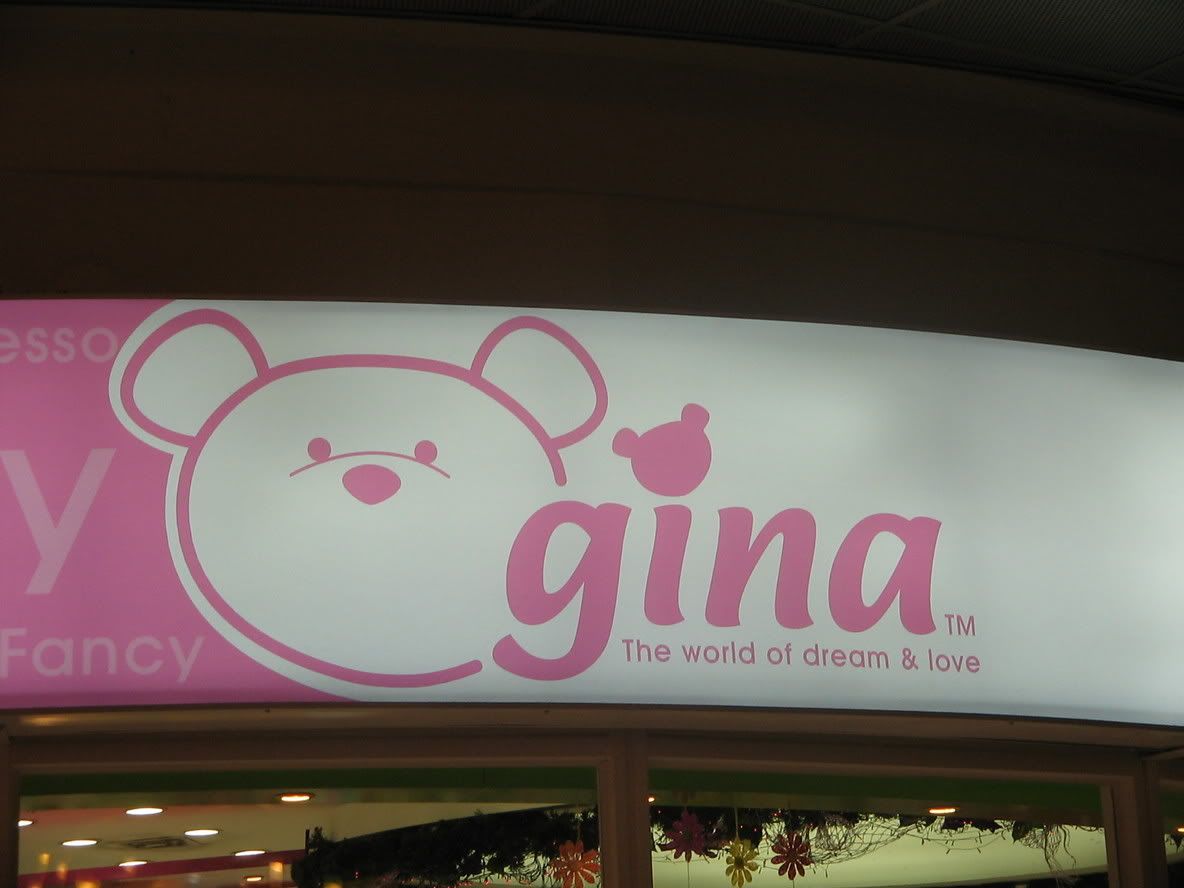 gina
TM
The world of dream & love
Fancy